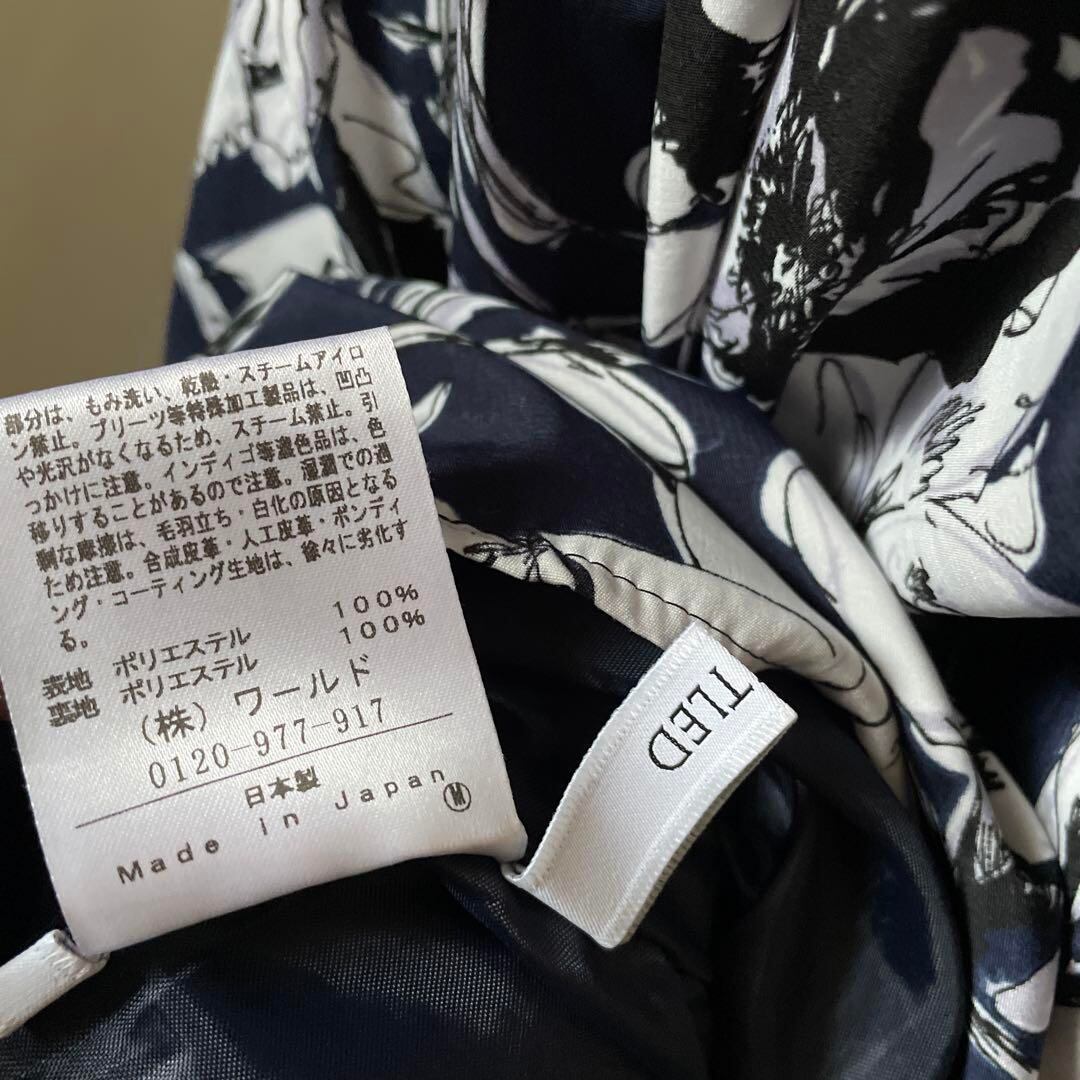 部分は、もみ洗い、乾燥・スチームアイロ
ン禁止。プリーツ等特殊加工製品は、凹凸
や光沢がなくなるため、スチーム禁止。引
っかけに注意。インディゴ等濃色品は、色
移りすることがあるので注意。湿潤での過
剰な摩擦は、毛羽立ち・白化の原因となる
ため注意。合成皮革・人工皮革・ボンディ
ング・コーティング生地は、徐々に劣化す
る。
表地 ポリエステル 100%
裏地 ポリエステル 100%
(株) ワールド
0120-977-917
日本製
Made in Japan Ⓜ
TLED